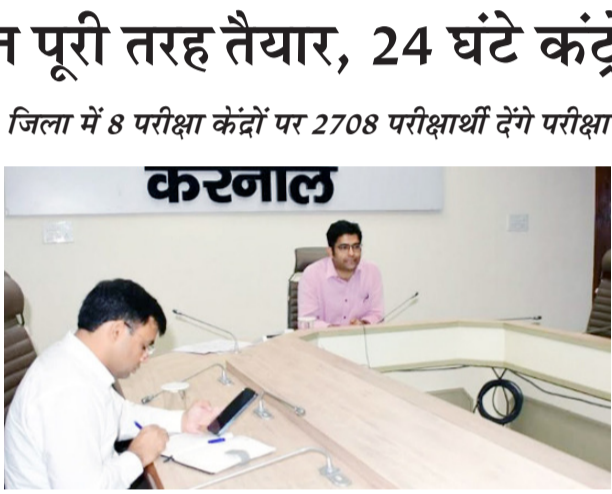 पूरी तरह तैयार, 24 घंटे
जिला में 8 परीक्षा केंद्रों पर 2708 परीक्षार्थी देंगे परीक्षा
करनाल